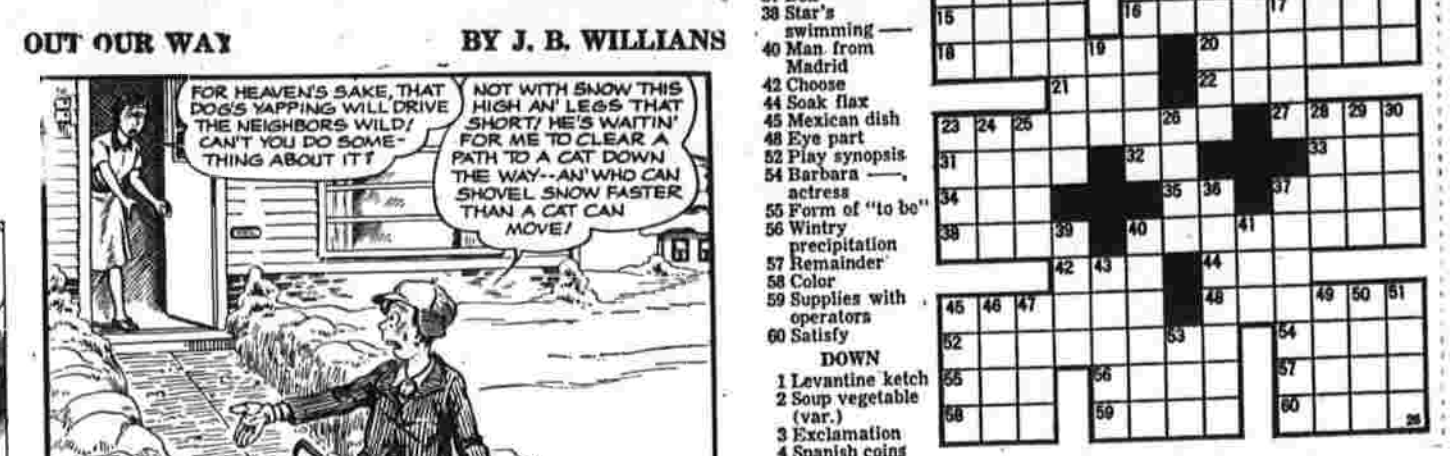 OUT OUR WAY
BY J. B. WILLIANS
FOR HEAVEN'S SAKE, THAT
DOG'S YAPPING WILL DRIVE
THE NEIGHBORS WILD!
CAN'T YOU DO SOME-
THING ABOUT IT?
NOT WITH SNOW THIS
HIGH AN' LEGS THAT
SHORT! HE'S WAITIN'
FOR ME TO CLEAR A
PATH TO A CAT DOWN
THE WAY--AN' WHO CAN
SHOVEL SNOW FASTER
THAN A CAT CAN
MOVE!
38 Star's
swimming —
40 Man from
Madrid
42 Choose
44 Soak flax
45 Mexican dish
48 Eye part
52 Play synopsis
54 Barbara —,
actress
55 Form of "to be"
56 Wintry
precipitation
57 Remainder
58 Color
59 Supplies with
operators
60 Satisfy
DOWN
1 Levantine ketch
2 Soup vegetable
(var.)
3 Exclamation
4 Spanish coins
15 16 17
18 19 20
21 22
23 24 25 26 27 28 29 30
31 32 33
34 35 36 37
38 39 40 41
42 43 44
45 46 47 48 49 50 51
52 53 54
55 56 57
58 59 60
26